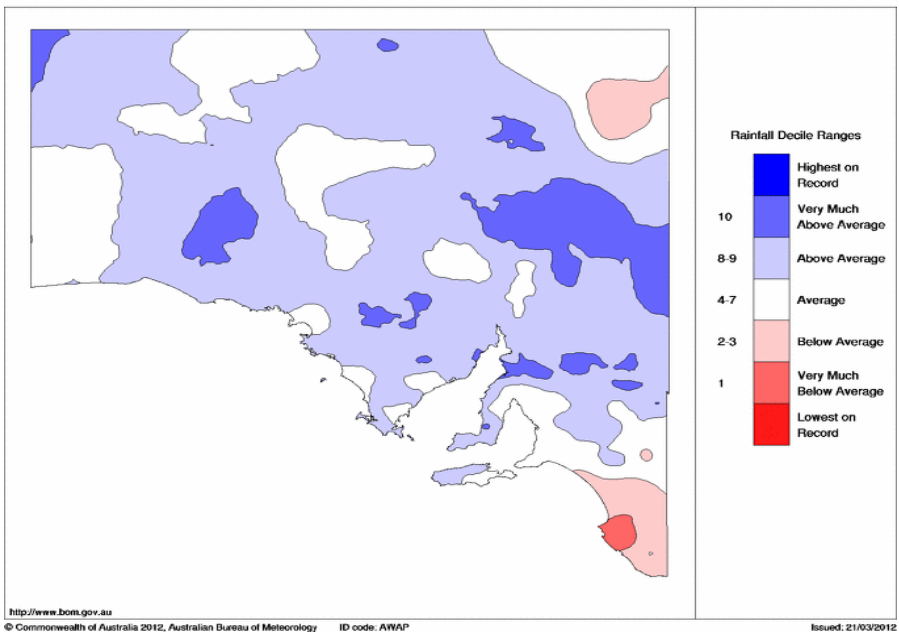 Rainfall Decile Ranges
Highest on
Record
10
Very Much
Above Average
8-9
Above Average
4-7
Average
2-3
Below Average
1
Very Much
Below Average
Lowest on
Record
http://www.bom.gov.au
© Commonwealth of Australia 2012, Australian Bureau of Meteorology ID code: AWAP Issued: 21/03/2012